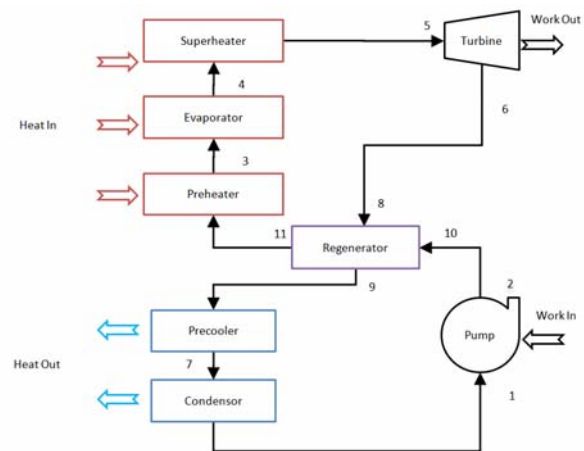 5
Work Out
Superheater
Turbine
4
6
Heat In
Evaporator
3
Preheater
8
11
10
Regenerator
9
2
Work In
Precooler
Pump
Heat Out
7
Condensor
1